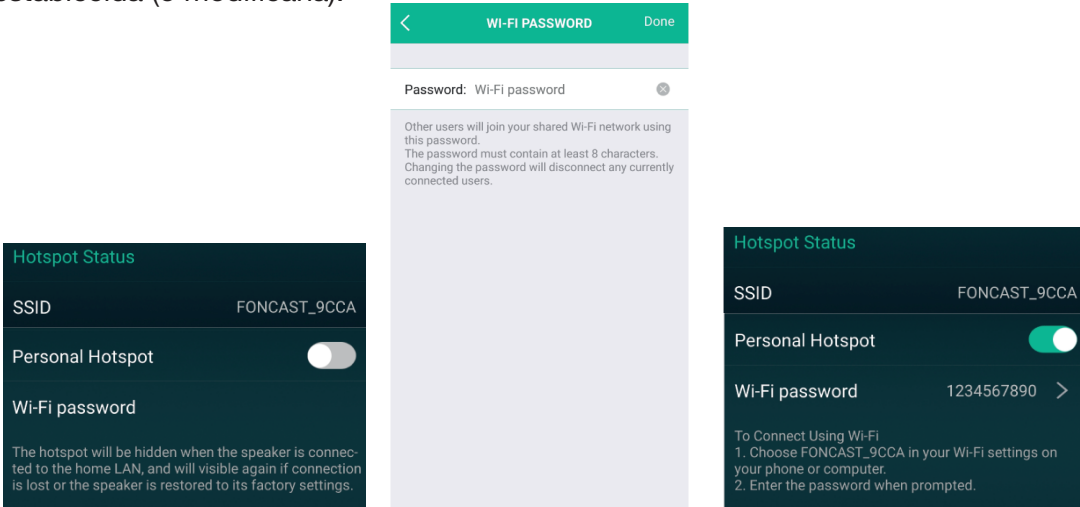 (o modificarla).
WI-FI PASSWORD Done
Password: Wi-Fi password
Other users will join your shared Wi-Fi network using
this password.
The password must contain at least 8 characters.
Changing the password will disconnect any currently
connected users.
Hotspot Status
SSID FONCAST_9CCA
Personal Hotspot
Wi-Fi password
The hotspot will be hidden when the speaker is connec-
ted to the home LAN, and will visible again if connection
is lost or the speaker is restored to its factory settings.
Hotspot Status
SSID FONCAST_9CCA
Personal Hotspot
Wi-Fi password 1234567890 >
To Connect Using Wi-Fi
1. Choose FONCAST_9CCA in your Wi-Fi settings on
your phone or computer.
2. Enter the password when prompted.